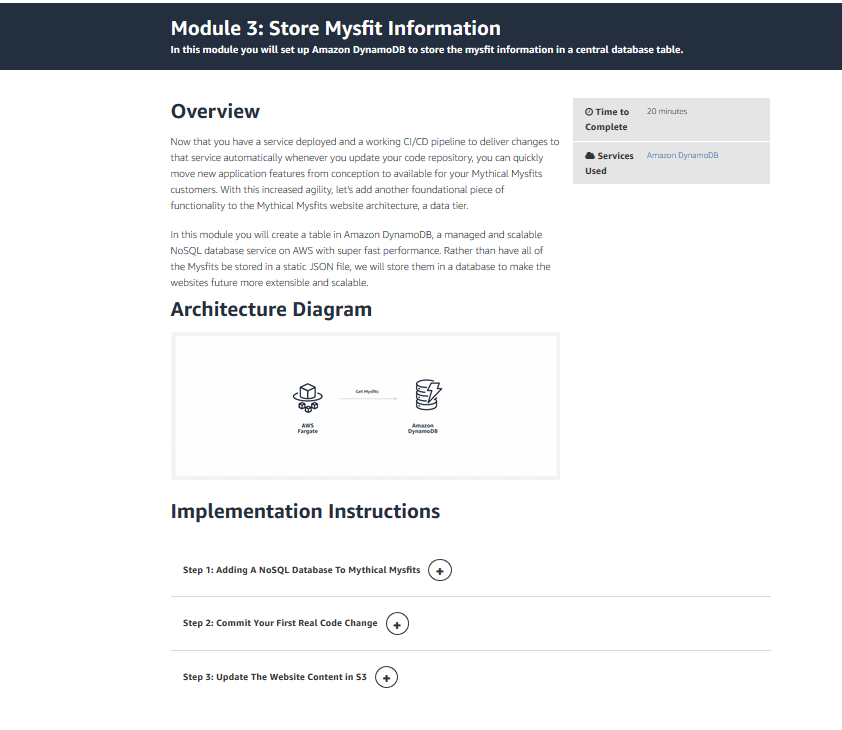 Module 3: Store Mysfit Information
In this module you will set up Amazon DynamoDB to store the mysfit information in a central database table.
Overview
Now that you have a service deployed and a working CI/CD pipeline to deliver changes to
that service automatically whenever you update your code repository, you can quickly
move new application features from conception to available for your Mythical Mysfits
customers. With this increased agility, let's add another foundational piece of
functionality to the Mythical Mysfits website architecture, a data tier.
In this module you will create a table in Amazon DynamoDB, a managed and scalable
NoSQL database service on AWS with super fast performance. Rather than have all of
the Mysfits be stored in a static JSON file, we will store them in a database to make the
websites future more extensible and scalable.
Time to Complete
20 minutes
Services Used
Amazon DynamoDB
Architecture Diagram
Get Mysfits
AWS
Fargate
Amazon
DynamoDB
Implementation Instructions
Step 1: Adding A NoSQL Database To Mythical Mysfits
Step 2: Commit Your First Real Code Change
Step 3: Update The Website Content in S3